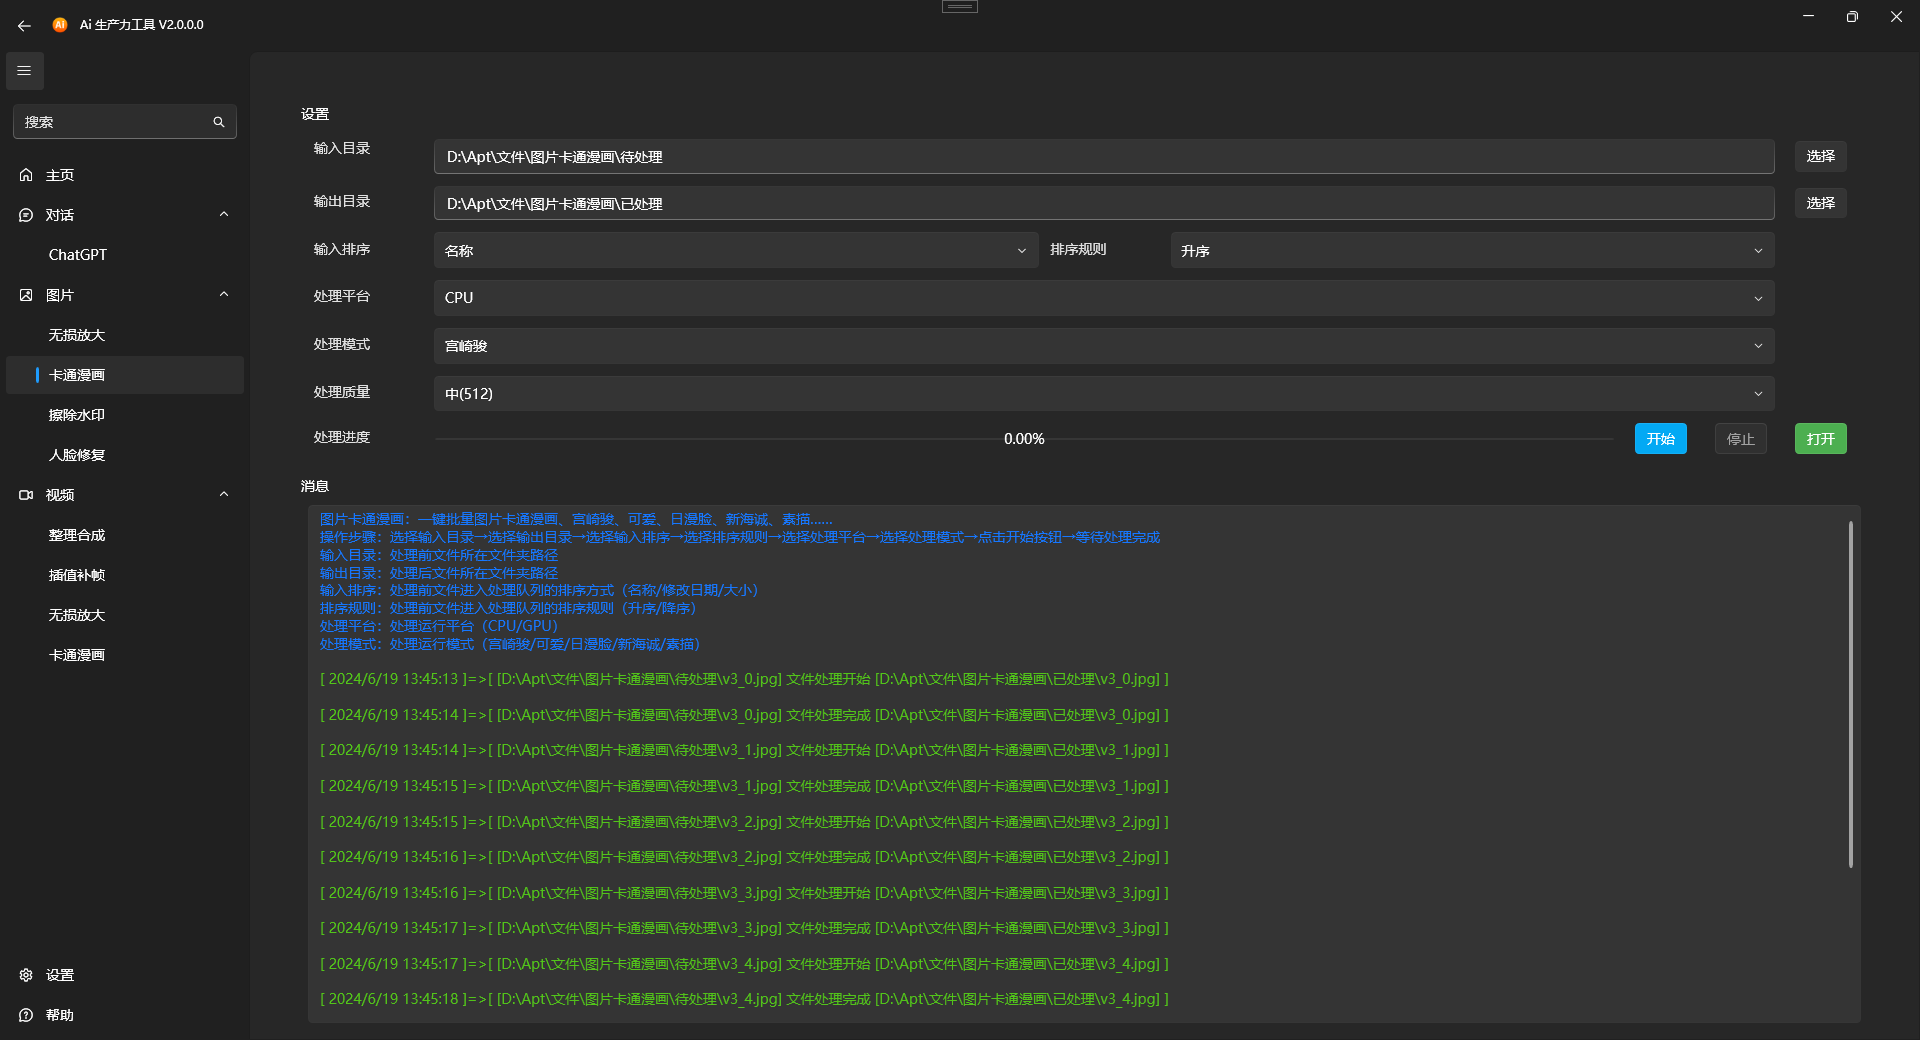 Ai 生产力工具 V2.0.0.0
搜索
主页
对话
ChatGPT
图片
无损放大
卡通漫画
擦除水印
人脸修复
视频
整理合成
插值补帧
无损放大
卡通漫画
设置
帮助
设置
输入目录 D:\Apt\文件\图片卡通漫画\待处理 选择
输出目录 D:\Apt\文件\图片卡通漫画\已处理 选择
输入排序 名称 排序规则 升序
处理平台 CPU
处理模式 宫崎骏
处理质量 中(512)
处理进度 0.00% 开始 停止 打开
消息
图片卡通漫画：一键批量图片卡通漫画、宫崎骏、可爱、日漫脸、新海诚、素描......
操作步骤：选择输入目录→选择输出目录→选择输入排序→选择排序规则→选择处理平台→选择处理模式→点击开始按钮→等待处理完成
输入目录：处理前文件所在文件夹路径
输出目录：处理后文件所在文件夹路径
输入排序：处理前文件进入处理队列的排序方式（名称/修改日期/大小）
排序规则：处理前文件进入处理队列的排序规则（升序/降序）
处理平台：处理运行平台（CPU/GPU）
处理模式：处理运行模式（宫崎骏/可爱/日漫脸/新海诚/素描）
[ 2024/6/19 13:45:13 ]=>[ [D:\Apt\文件\图片卡通漫画\待处理\v3_0.jpg] 文件处理开始 [D:\Apt\文件\图片卡通漫画\已处理\v3_0.jpg] ]
[ 2024/6/19 13:45:14 ]=>[ [D:\Apt\文件\图片卡通漫画\待处理\v3_0.jpg] 文件处理完成 [D:\Apt\文件\图片卡通漫画\已处理\v3_0.jpg] ]
[ 2024/6/19 13:45:14 ]=>[ [D:\Apt\文件\图片卡通漫画\待处理\v3_1.jpg] 文件处理开始 [D:\Apt\文件\图片卡通漫画\已处理\v3_1.jpg] ]
[ 2024/6/19 13:45:15 ]=>[ [D:\Apt\文件\图片卡通漫画\待处理\v3_1.jpg] 文件处理完成 [D:\Apt\文件\图片卡通漫画\已处理\v3_1.jpg] ]
[ 2024/6/19 13:45:15 ]=>[ [D:\Apt\文件\图片卡通漫画\待处理\v3_2.jpg] 文件处理开始 [D:\Apt\文件\图片卡通漫画\已处理\v3_2.jpg] ]
[ 2024/6/19 13:45:16 ]=>[ [D:\Apt\文件\图片卡通漫画\待处理\v3_2.jpg] 文件处理完成 [D:\Apt\文件\图片卡通漫画\已处理\v3_2.jpg] ]
[ 2024/6/19 13:45:16 ]=>[ [D:\Apt\文件\图片卡通漫画\待处理\v3_3.jpg] 文件处理开始 [D:\Apt\文件\图片卡通漫画\已处理\v3_3.jpg] ]
[ 2024/6/19 13:45:17 ]=>[ [D:\Apt\文件\图片卡通漫画\待处理\v3_3.jpg] 文件处理完成 [D:\Apt\文件\图片卡通漫画\已处理\v3_3.jpg] ]
[ 2024/6/19 13:45:17 ]=>[ [D:\Apt\文件\图片卡通漫画\待处理\v3_4.jpg] 文件处理开始 [D:\Apt\文件\图片卡通漫画\已处理\v3_4.jpg] ]
[ 2024/6/19 13:45:18 ]=>[ [D:\Apt\文件\图片卡通漫画\待处理\v3_4.jpg] 文件处理完成 [D:\Apt\文件\图片卡通漫画\已处理\v3_4.jpg] ]